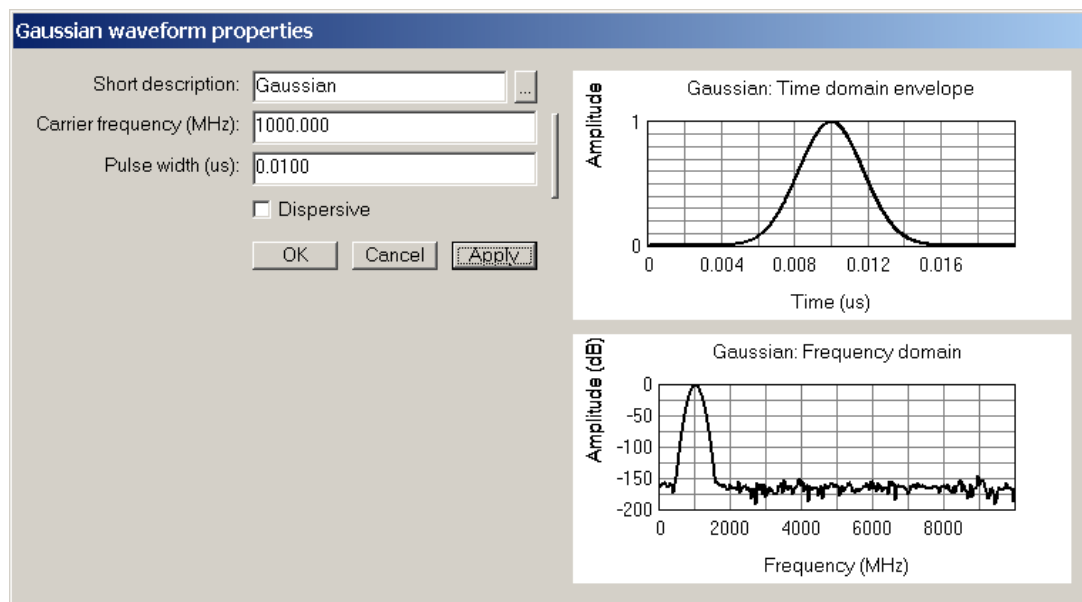 Gaussian waveform properties
Short description: Gaussian ...
Carrier frequency (MHz): 1000.000
Pulse width (us): 0.0100
Dispersive
OK Cancel Apply
Gaussian: Time domain envelope
Amplitude
1
0
0 0.004 0.008 0.012 0.016
Time (us)
Gaussian: Frequency domain
Amplitude (dB)
0
-50
-100
-150
-200
0 2000 4000 6000 8000
Frequency (MHz)